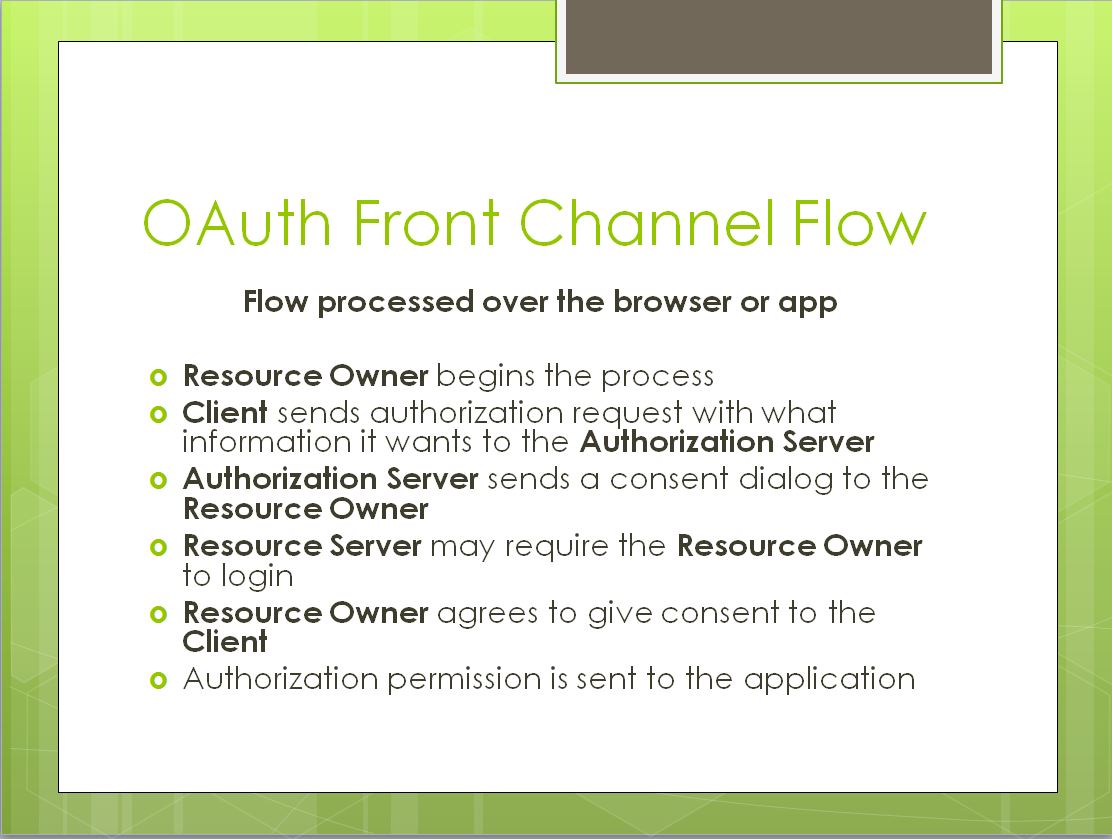 OAuth Front Channel Flow
Flow processed over the browser or app
Resource Owner begins the process
Client sends authorization request with what
information it wants to the Authorization Server
Authorization Server sends a consent dialog to the
Resource Owner
Resource Server may require the Resource Owner
to login
Resource Owner agrees to give consent to the
Client
Authorization permission is sent to the application